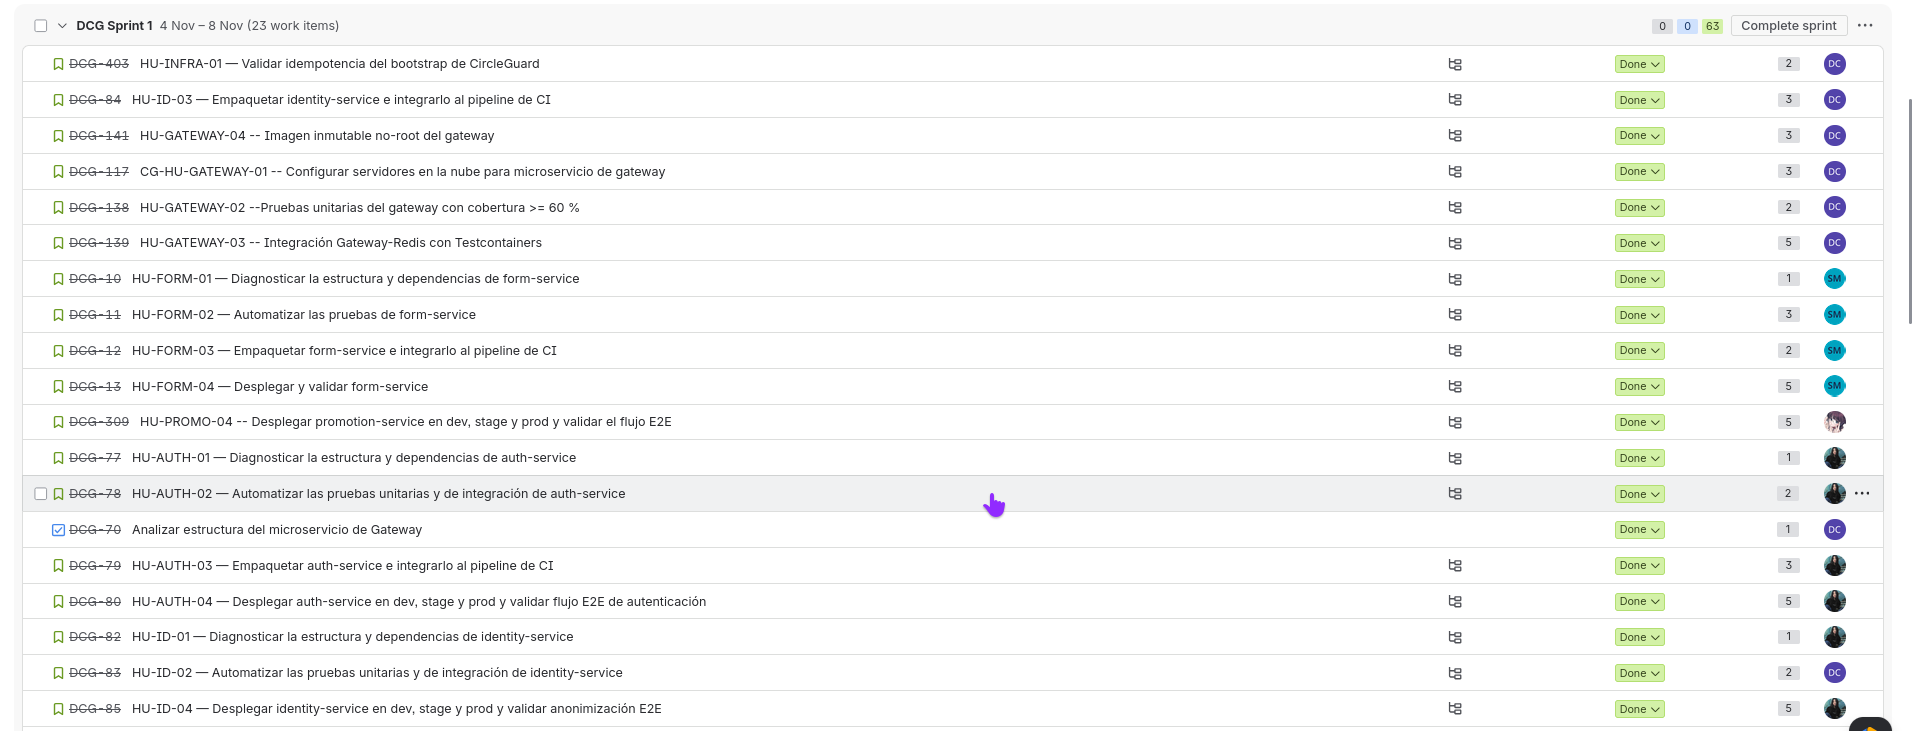 DCG Sprint 1 4 Nov – 8 Nov (23 work items) 0 0 63 Complete sprint
DCG-403 HU-INFRA-01 — Validar idempotencia del bootstrap de CircleGuard Done 2 DC
DCG-84 HU-ID-03 — Empaquetar identity-service e integrarlo al pipeline de CI Done 3 DC
DCG-141 HU-GATEWAY-04 -- Imagen inmutable no-root del gateway Done 3 DC
DCG-117 CG-HU-GATEWAY-01 -- Configurar servidores en la nube para microservicio de gateway Done 3 DC
DCG-138 HU-GATEWAY-02 --Pruebas unitarias del gateway con cobertura >= 60 % Done 2 DC
DCG-139 HU-GATEWAY-03 -- Integración Gateway-Redis con Testcontainers Done 5 DC
DCG-10 HU-FORM-01 — Diagnosticar la estructura y dependencias de form-service Done 1 SM
DCG-11 HU-FORM-02 — Automatizar las pruebas de form-service Done 3 SM
DCG-12 HU-FORM-03 — Empaquetar form-service e integrarlo al pipeline de CI Done 2 SM
DCG-13 HU-FORM-04 — Desplegar y validar form-service Done 5 SM
DCG-309 HU-PROMO-04 -- Desplegar promotion-service en dev, stage y prod y validar el flujo E2E Done 5
DCG-77 HU-AUTH-01 — Diagnosticar la estructura y dependencias de auth-service Done 1
DCG-78 HU-AUTH-02 — Automatizar las pruebas unitarias y de integración de auth-service Done 2
DCG-70 Analizar estructura del microservicio de Gateway Done 1 DC
DCG-79 HU-AUTH-03 — Empaquetar auth-service e integrarlo al pipeline de CI Done 3
DCG-80 HU-AUTH-04 — Desplegar auth-service en dev, stage y prod y validar flujo E2E de autenticación Done 5
DCG-82 HU-ID-01 — Diagnosticar la estructura y dependencias de identity-service Done 1
DCG-83 HU-ID-02 — Automatizar las pruebas unitarias y de integración de identity-service Done 2 DC
DCG-85 HU-ID-04 — Desplegar identity-service en dev, stage y prod y validar anonimización E2E Done 5